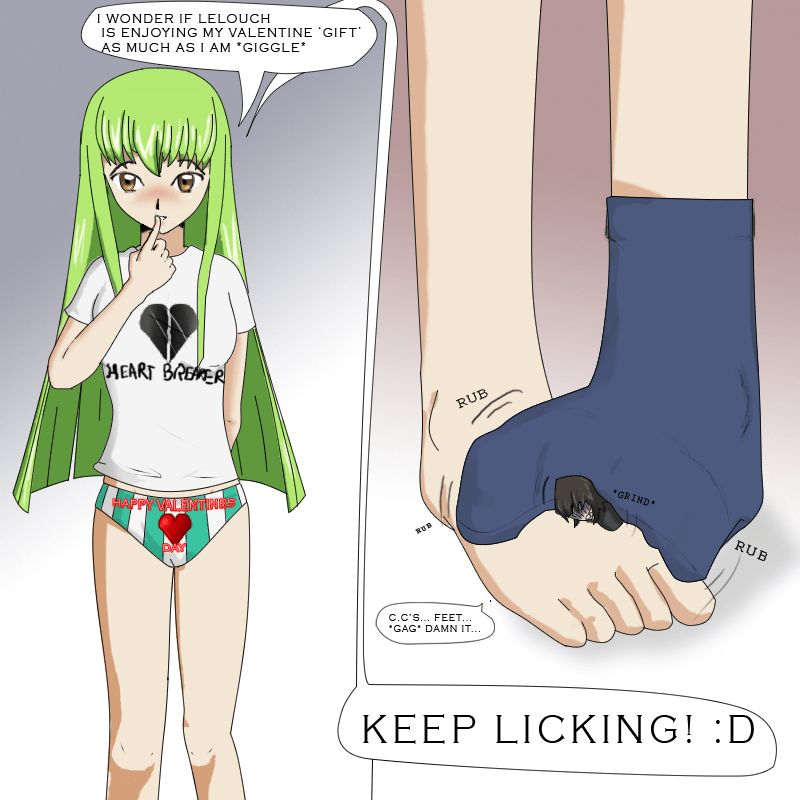 I WONDER IF LELOUCH
IS ENJOYING MY VALENTINE ‘GIFT’
AS MUCH AS I AM *GIGGLE*
HEART BREAKER
HAPPY VALENTINES
DAY
RUB
*GRIND*
RUB
RUB
C.C'S... FEET...
*GAG* DAMN IT...
KEEP LICKING! :D